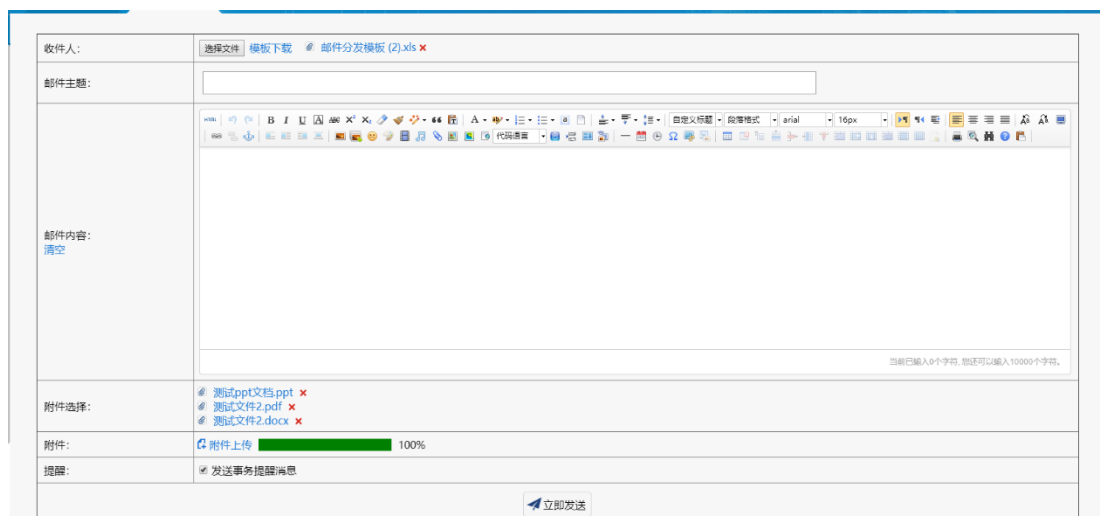 收件人：
选择文件 模板下载 邮件分发模板 (2).xls
邮件主题：
HTML B I U A ABC X² X₂ 66 T A 自定义标题 段落格式 arial 16px
代码语言 Ω
邮件内容：
清空
当前已输入0个字符, 您还可以输入10000个字符。
附件选择：
测试ppt文档.ppt
测试文件2.pdf
测试文件2.docx
附件：
附件上传 100%
提醒：
发送事务提醒消息
立即发送